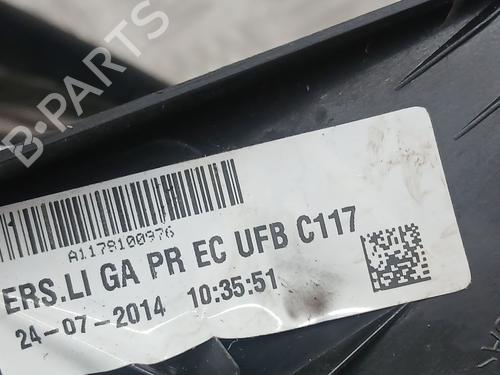 B-PARTS
A1178100976
ERS.LI GA PR EC UFB C117
24-07-2014 10:35:51